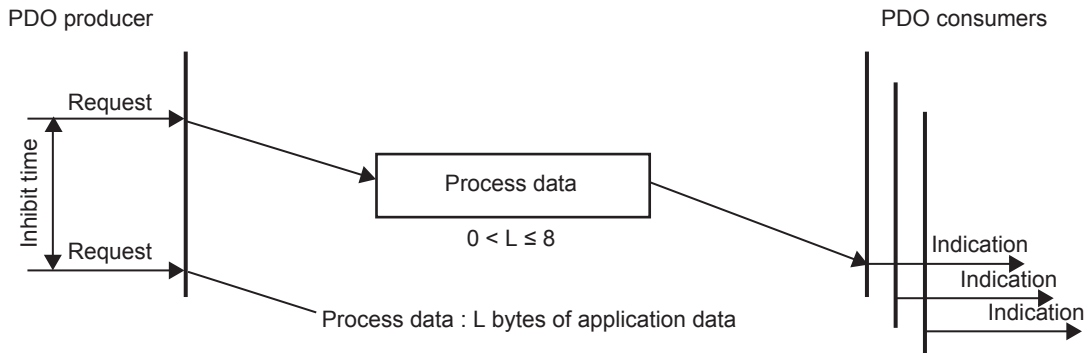 PDO producer
PDO consumers
Request
Inhibit time
Process data
0 < L ≤ 8
Request
Indication
Indication
Indication
Process data : L bytes of application data